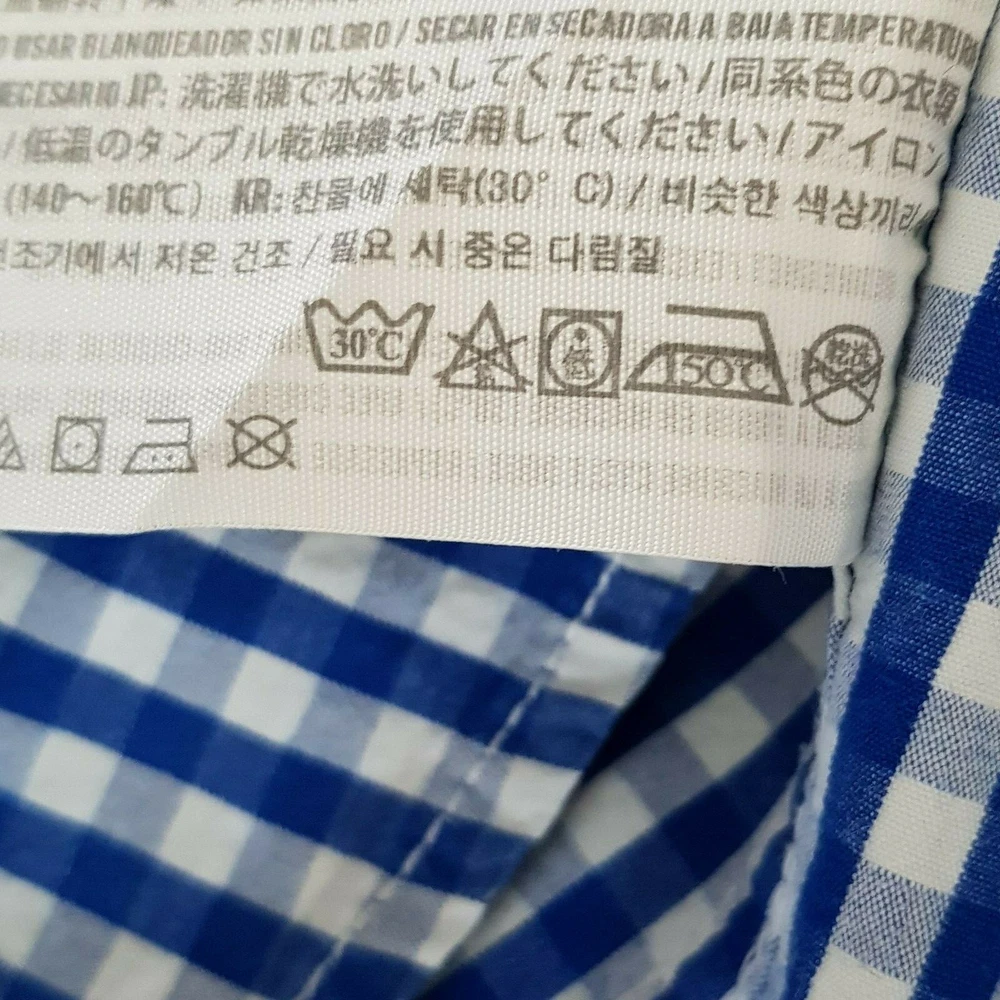 USAR BLANQUEADOR SIN CLORO / SECAR EN SECADORA A BAJA
JP: 洗濯機で水洗いしてください / 同系色の衣類
/ 低温のタンブル乾燥機を使用してください / アイロン
(140～160℃) KR: 찬물에 세탁(30° C) / 비슷한 색상끼리
건조기에서 저온 건조 / 필요 시 중온 다림질
30℃ 低 150℃ 乾洗